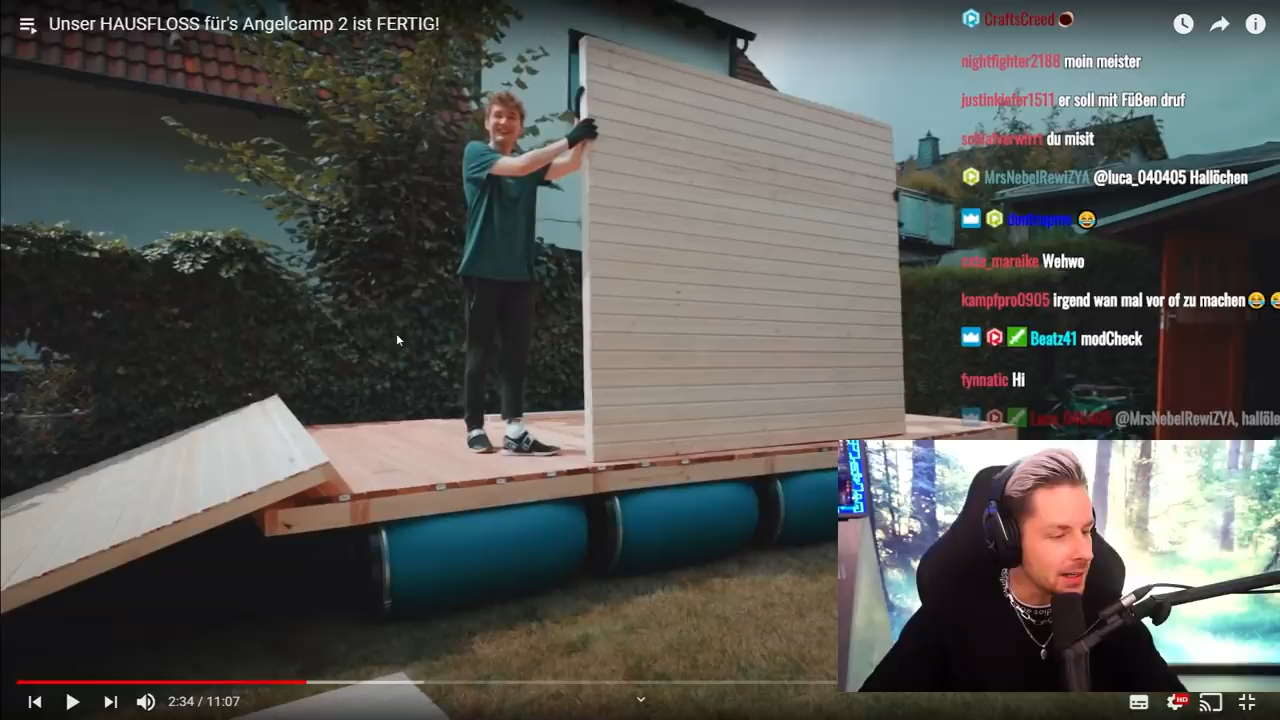 Unser HAUSFLOSS für's Angelcamp 2 ist FERTIG!
CraftsCreed
nightfighter2188 moin meister
justinkiefer1511 er soll mit Füßen druf
du misit
MrsNebelRewiZYA @luca_040405 Hallöchen
😂
Wehwo
kampfpro0905 irgend wan mal vor of zu machen😂
Beatz41 modCheck
fynnatic Hi
@MrsNebelRewiZYA, hallöle
2:34 / 11:07
HD